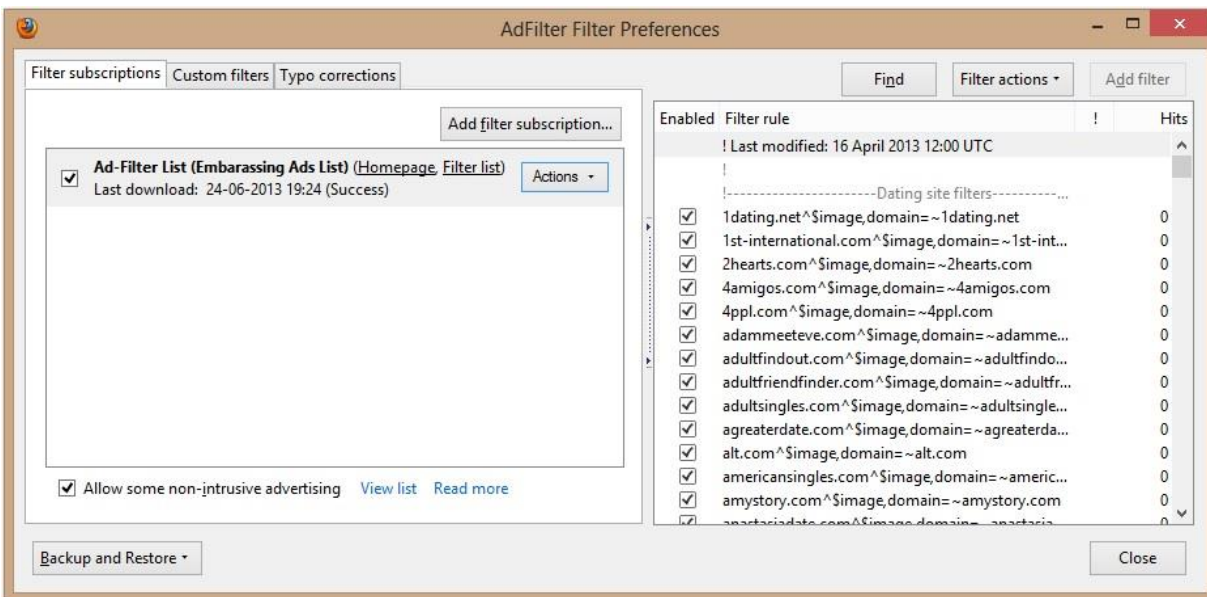 AdFilter Filter Preferences
Filter subscriptions Custom filters Typo corrections
Find Filter actions Add filter
Add filter subscription...
Ad-Filter List (Embarassing Ads List) (Homepage, Filter list)
Last download: 24-06-2013 19:24 (Success)
Actions
Allow some non-intrusive advertising View list Read more
Enabled Filter rule ! Hits
! Last modified: 16 April 2013 12:00 UTC
!
!-----------------------Dating site filters----------...
1dating.net^$image,domain=~1dating.net 0
1st-international.com^$image,domain=~1st-int... 0
2hearts.com^$image,domain=~2hearts.com 0
4amigos.com^$image,domain=~4amigos.com 0
4ppl.com^$image,domain=~4ppl.com 0
adammeeteve.com^$image,domain=~adamme... 0
adultfindout.com^$image,domain=~adultfindo... 0
adultfriendfinder.com^$image,domain=~adultfr... 0
adultsingles.com^$image,domain=~adultsingle... 0
agreaterdate.com^$image,domain=~agreaterda... 0
alt.com^$image,domain=~alt.com 0
americansingles.com^$image,domain=~americ... 0
amystory.com^$image,domain=~amystory.com 0
Backup and Restore
Close